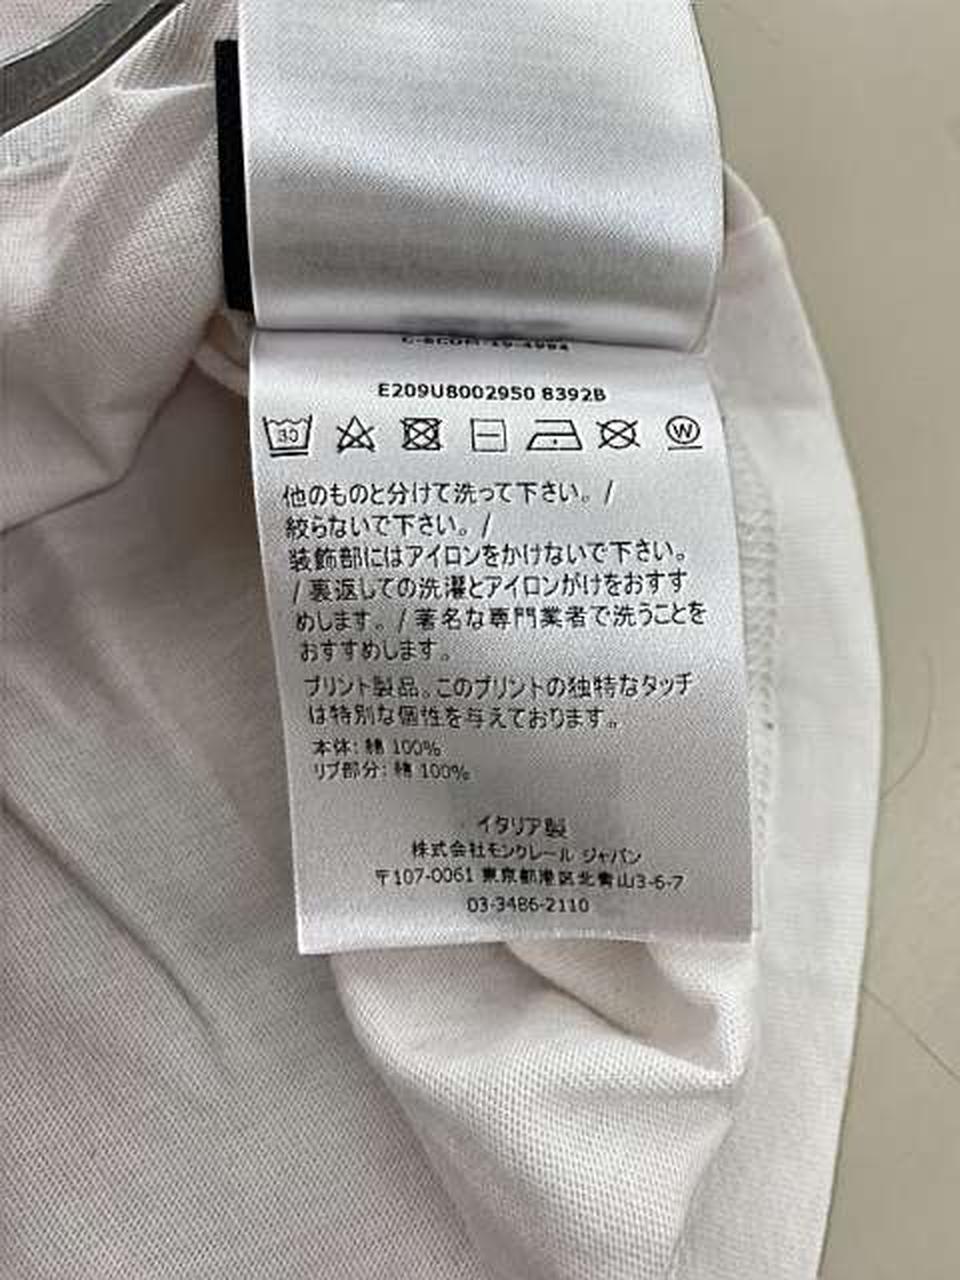 E209U8002950 8392B
30
W
他のものと分けて洗って下さい。 /
絞らないで下さい。 /
装飾部にはアイロンをかけないで下さい。
/ 裏返しての洗濯とアイロンがけをおすす
めします。 / 著名な専門業者で洗うことを
おすすめします。
プリント製品。このプリントの独特なタッチ
は特別な個性を与えております。
本体: 綿 100%
リブ部分: 綿 100%
イタリア製
株式会社モンクレール ジャパン
〒107-0061 東京都港区北青山3-6-7
03-3486-2110